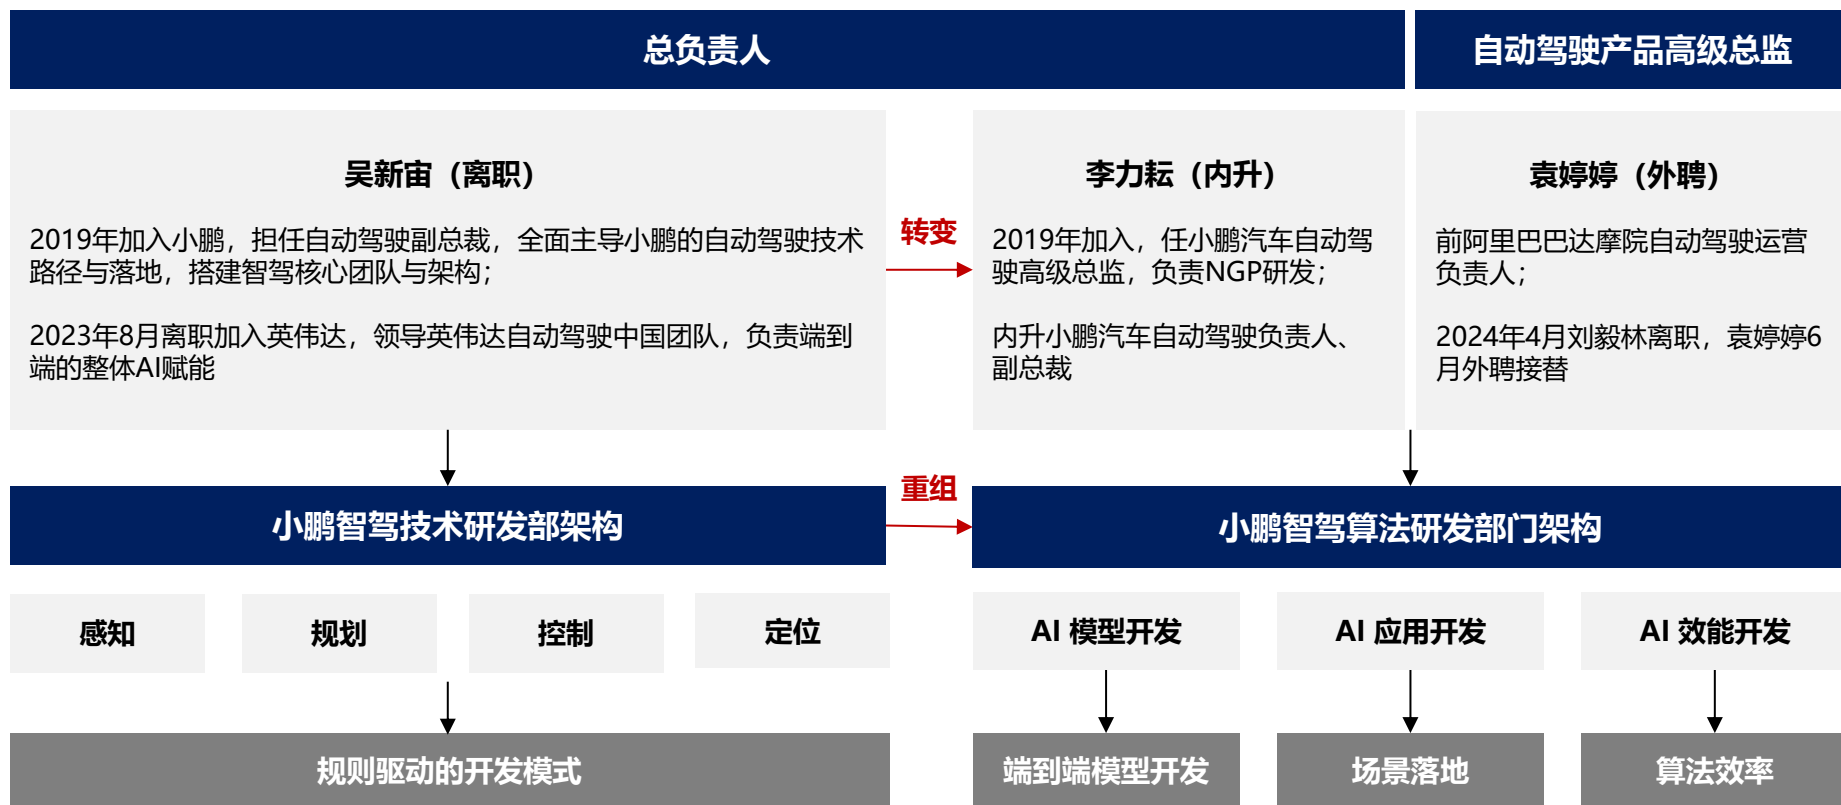 总负责人
自动驾驶产品高级总监
吴新宙（离职）
2019年加入小鹏，担任自动驾驶副总裁，全面主导小鹏的自动驾驶技术
路径与落地，搭建智驾核心团队与架构；
2023年8月离职加入英伟达，领导英伟达自动驾驶中国团队，负责端到
端的整体AI赋能
转变
李力耘（内升）
2019年加入，任小鹏汽车自动驾
驶高级总监，负责NGP研发；
内升小鹏汽车自动驾驶负责人、
副总裁
袁婷婷（外聘）
前阿里巴巴达摩院自动驾驶运营
负责人；
2024年4月刘毅林离职，袁婷婷6
月外聘接替
小鹏智驾技术研发部架构
重组
小鹏智驾算法研发部门架构
感知
规划
控制
定位
AI 模型开发
AI 应用开发
AI 效能开发
规则驱动的开发模式
端到端模型开发
场景落地
算法效率